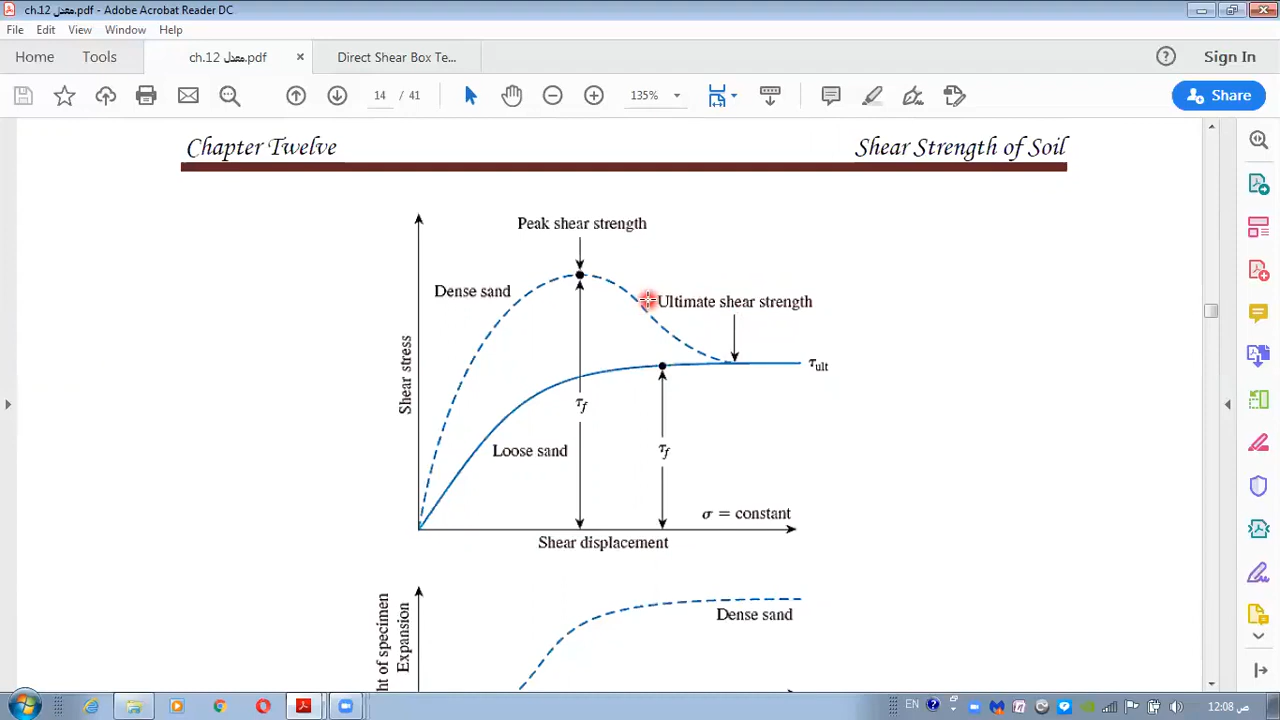 ch.12 معدل.pdf - Adobe Acrobat Reader DC
File Edit View Window Help
Home Tools ch.12 معدل.pdf × Direct Shear Box Te... ? Sign In
14 / 41 135% Share
Chapter Twelve Shear Strength of Soil
Peak shear strength
Dense sand
Ultimate shear strength
τult
Shear stress
τf
Loose sand
τf
σ = constant
Shear displacement
Dense sand
ht of specimen
Expansion
EN ? 12:08 ص